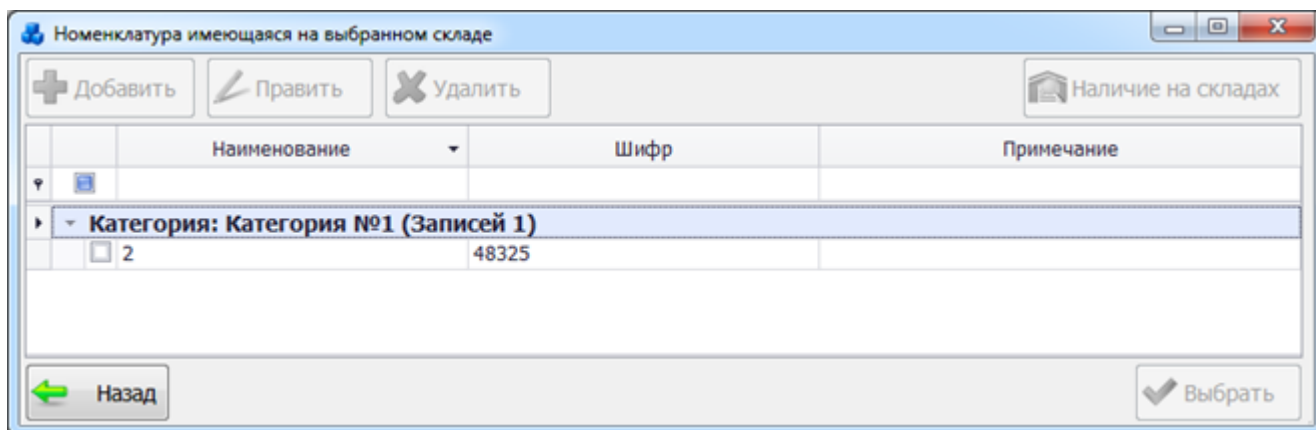 Номенклатура имеющаяся на выбранном складе
Добавить Править Удалить Наличие на складах
Наименование Шифр Примечание
Категория: Категория №1 (Записей 1)
2 48325
Назад Выбрать